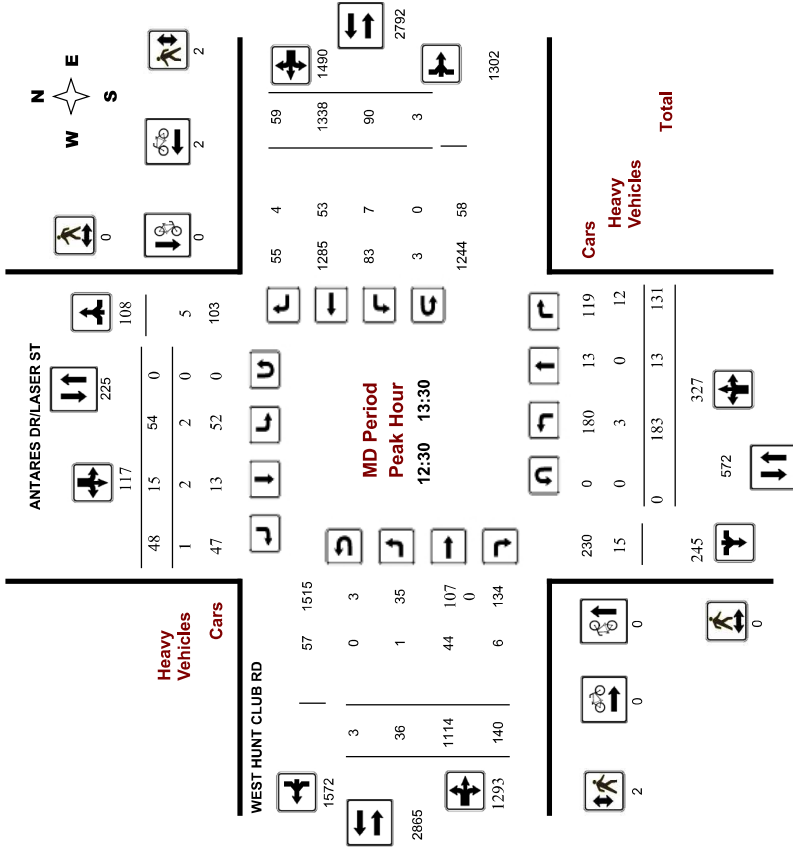 N
W E
S
2
2
0
0
ANTARES DR/LASER ST
225
117
108
48 15 54 0
1 2 2 0 5
47 13 52 0 103
Heavy
Vehicles
Cars
2792
1490
1302
55 4 59
1285 53 1338
83 7 90
3 0 3
1244 58
MD Period
Peak Hour
12:30 13:30
WEST HUNT CLUB RD
57 1515
1572
3 0 3
36 1 35
1114 44 107
0
140 6 134
2865
1293
Cars
Heavy
Vehicles
Total
230 0 180 13 119
15 0 3 0 12
0 183 13 131
245
327
572
0
0
0
2